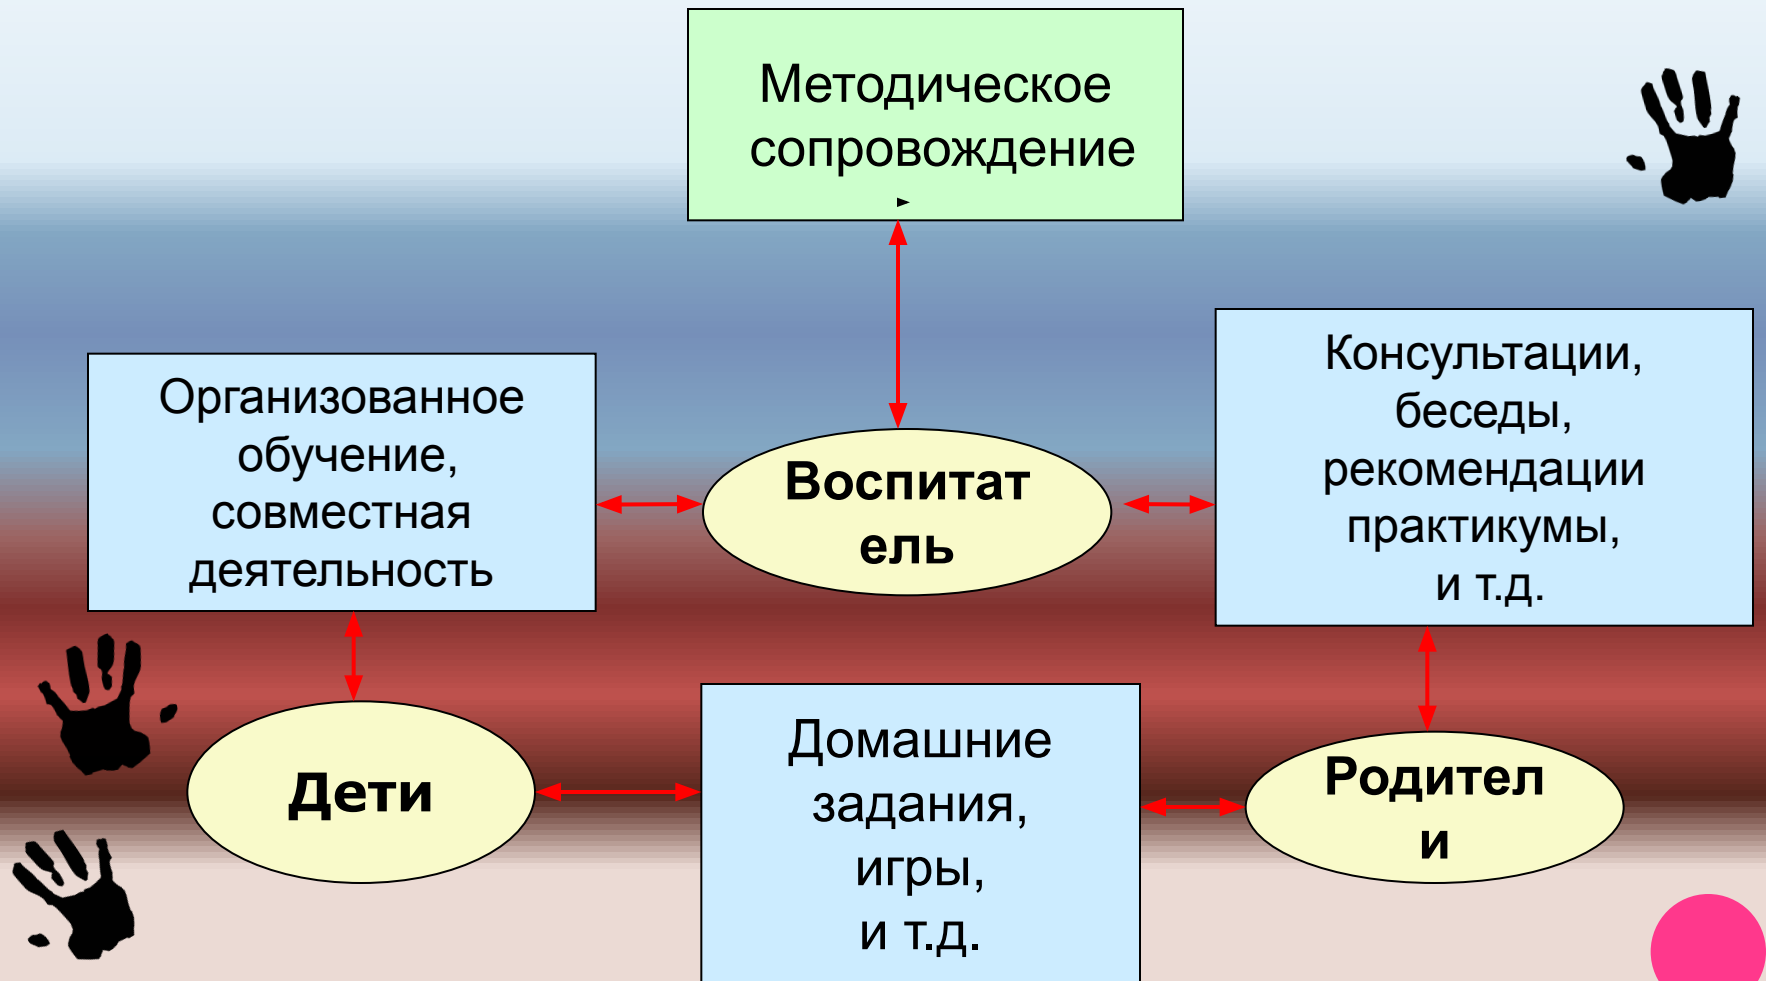 Методическое
сопровождение
Организованное
обучение,
совместная
деятельность
Воспитат
ель
Консультации,
беседы,
рекомендации
практикумы,
и т.д.
Дети
Домашние
задания,
игры,
и т.д.
Родител
и